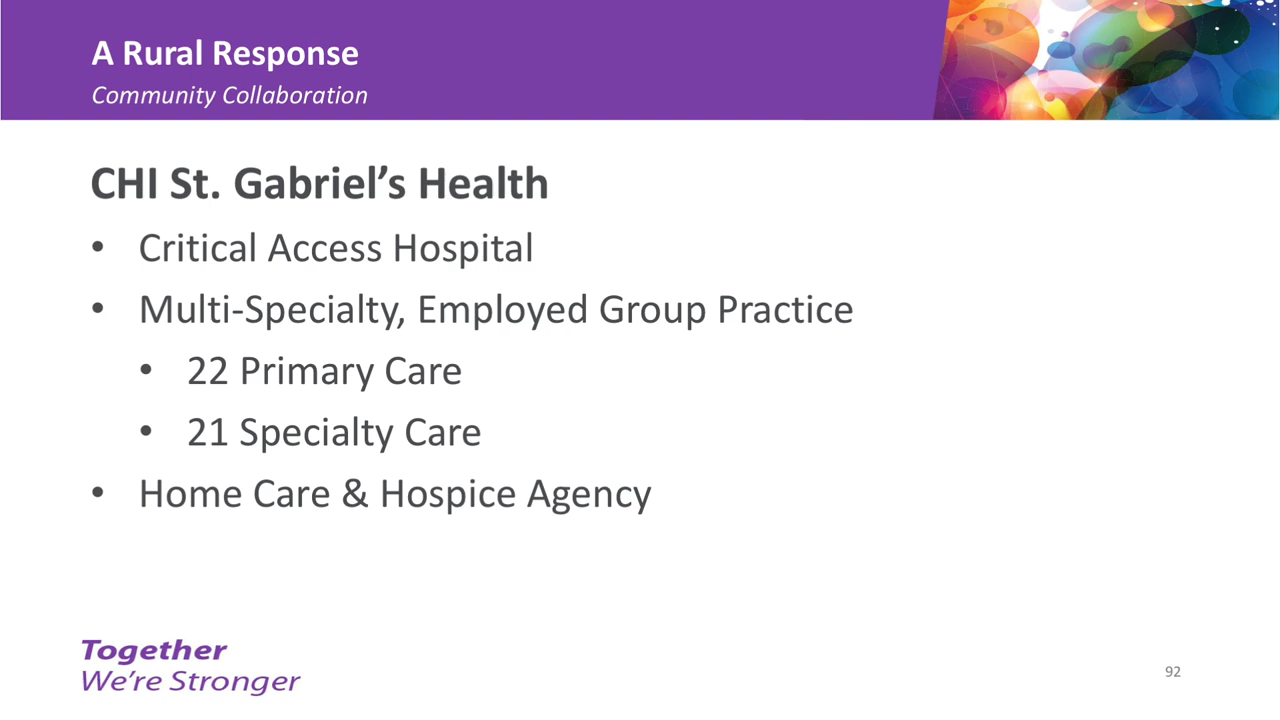 A Rural Response
Community Collaboration
CHI St. Gabriel’s Health
• Critical Access Hospital
• Multi-Specialty, Employed Group Practice
• 22 Primary Care
• 21 Specialty Care
• Home Care & Hospice Agency
Together
We’re Stronger
92